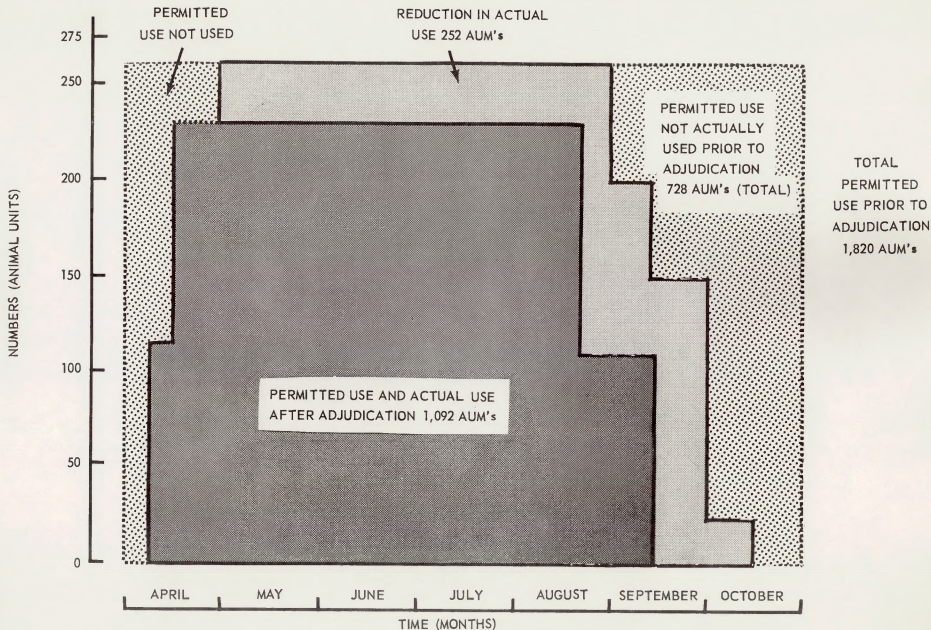 PERMITTED
USE NOT USED
REDUCTION IN ACTUAL
USE 252 AUM's
275
250
200
150
100
50
0
NUMBERS (ANIMAL UNITS)
PERMITTED USE
NOT ACTUALLY
USED PRIOR TO
ADJUDICATION
728 AUM's (TOTAL)
TOTAL
PERMITTED
USE PRIOR TO
ADJUDICATION
1,820 AUM's
PERMITTED USE AND ACTUAL USE
AFTER ADJUDICATION 1,092 AUM's
APRIL MAY JUNE JULY AUGUST SEPTEMBER OCTOBER
TIME (MONTHS)